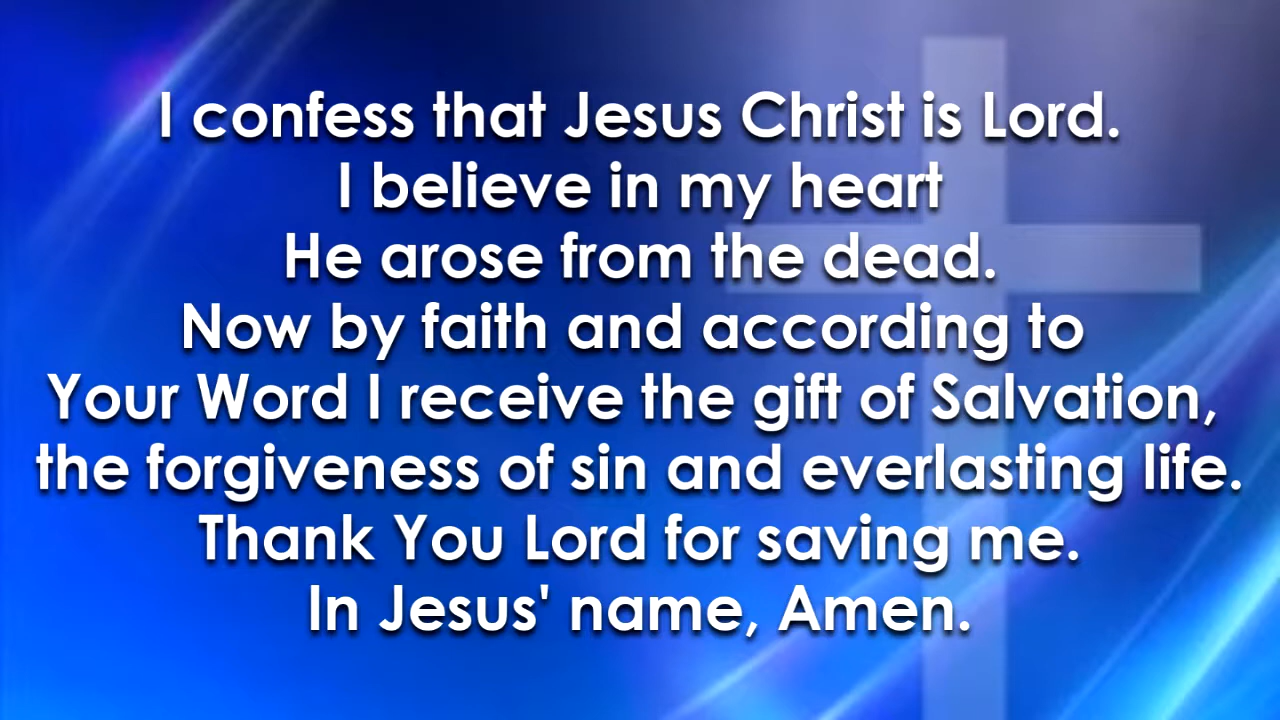 I confess that Jesus Christ is Lord.
I believe in my heart
He arose from the dead.
Now by faith and according to
Your Word I receive the gift of Salvation,
the forgiveness of sin and everlasting life.
Thank You Lord for saving me.
In Jesus' name, Amen.